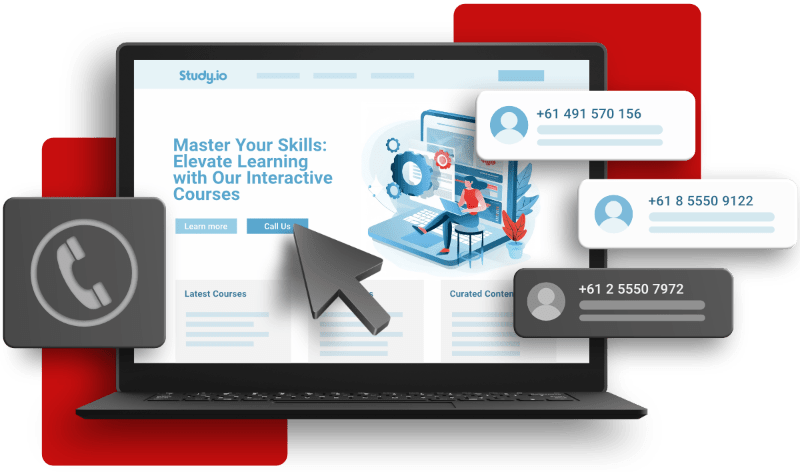 Study.io
Master Your Skills:
Elevate Learning
with Our Interactive
Courses
Learn more
Call Us
Latest Courses
Curated Conten
+61 491 570 156
+61 8 5550 9122
+61 2 5550 7972